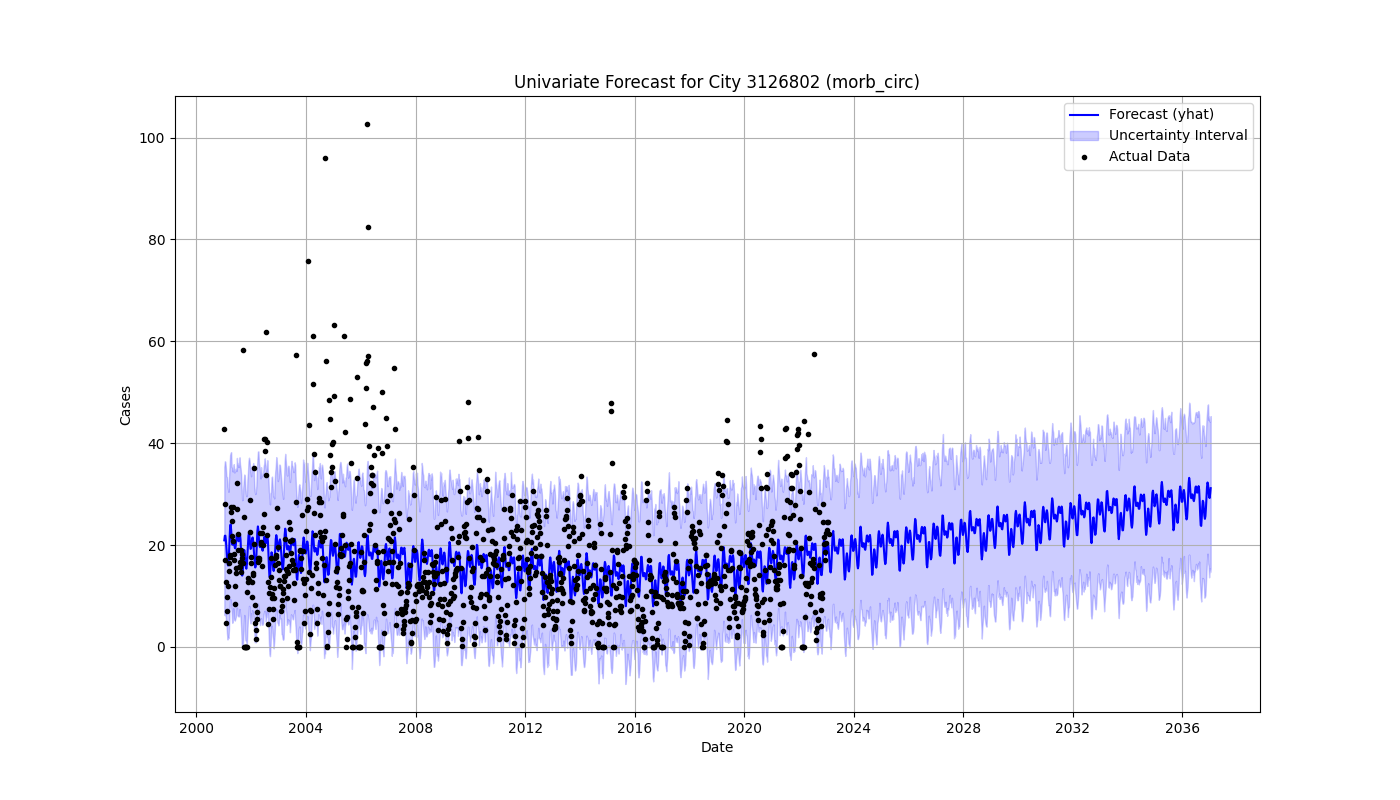 Univariate Forecast for City 3126802 (morb_circ)
Forecast (yhat)
Uncertainty Interval
Actual Data
100
80
60
40
20
0
Cases
2000 2004 2008 2012 2016 2020 2024 2028 2032 2036
Date